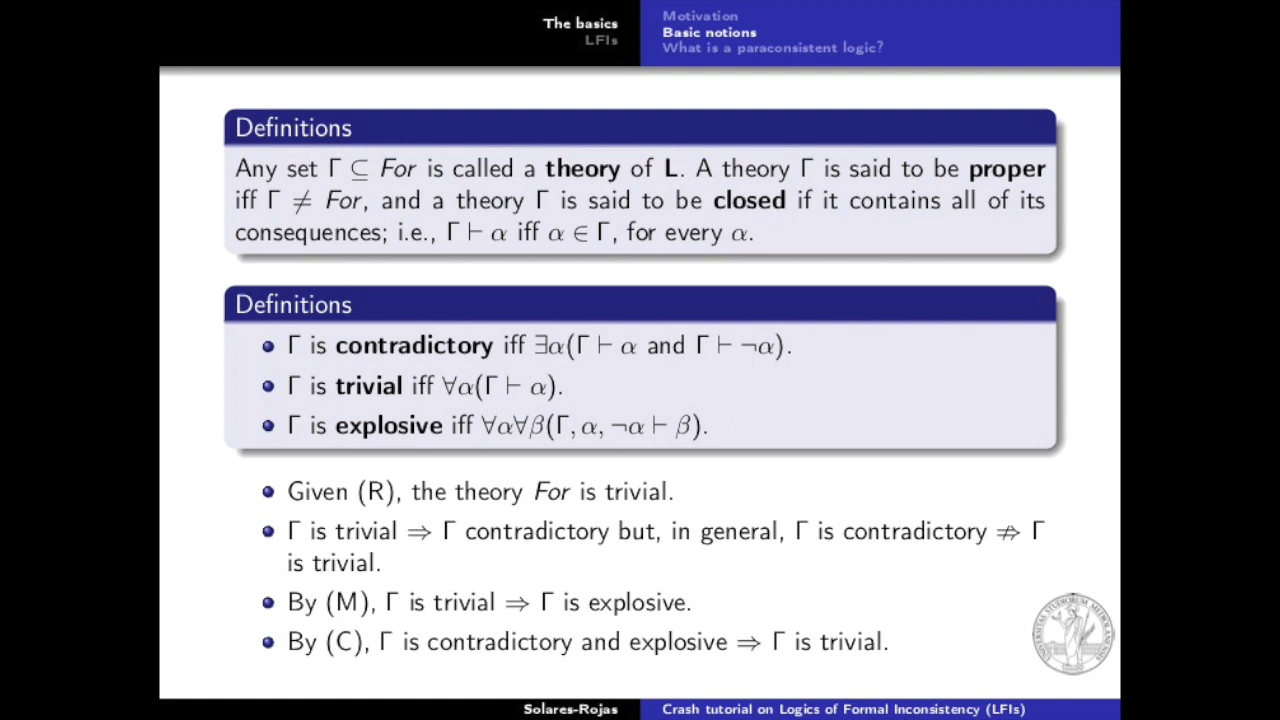 The basics
LFIs
Motivation
Basic notions
What is a paraconsistent logic?
Definitions
Any set Γ ⊆ For is called a theory of L. A theory Γ is said to be proper
iff Γ ≠ For, and a theory Γ is said to be closed if it contains all of its
consequences; i.e., Γ ⊢ α iff α ∈ Γ, for every α.
Definitions
Γ is contradictory iff ∃α(Γ ⊢ α and Γ ⊢ ¬α).
Γ is trivial iff ∀α(Γ ⊢ α).
Γ is explosive iff ∀α∀β(Γ, α, ¬α ⊢ β).
Given (R), the theory For is trivial.
Γ is trivial ⇒ Γ contradictory but, in general, Γ is contradictory ⇏ Γ
is trivial.
By (M), Γ is trivial ⇒ Γ is explosive.
By (C), Γ is contradictory and explosive ⇒ Γ is trivial.
UNIVERSITAS STUDIORUM MEDIOLANENSIS
Solares-Rojas
Crash tutorial on Logics of Formal Inconsistency (LFIs)